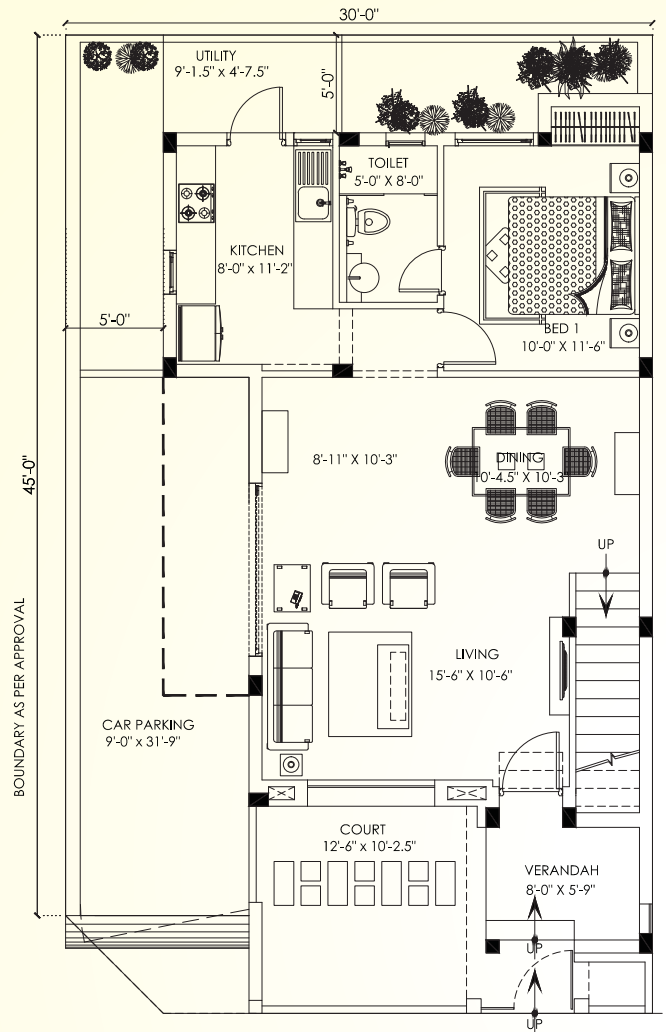 30'-0"
UTILITY
9'-1.5" x 4'-7.5"
5'-0"
TOILET
5'-0" X 8'-0"
KITCHEN
8'-0" x 11'-2"
5'-0"
BED 1
10'-0" X 11'-6"
8'-11" X 10'-3"
DINING
10'-4.5" X 10'-3"
45'-0"
UP
BOUNDARY AS PER APPROVAL
LIVING
15'-6" X 10'-6"
CAR PARKING
9'-0" x 31'-9"
COURT
12'-6" x 10'-2.5"
VERANDAH
8'-0" X 5'-9"
UP
UP